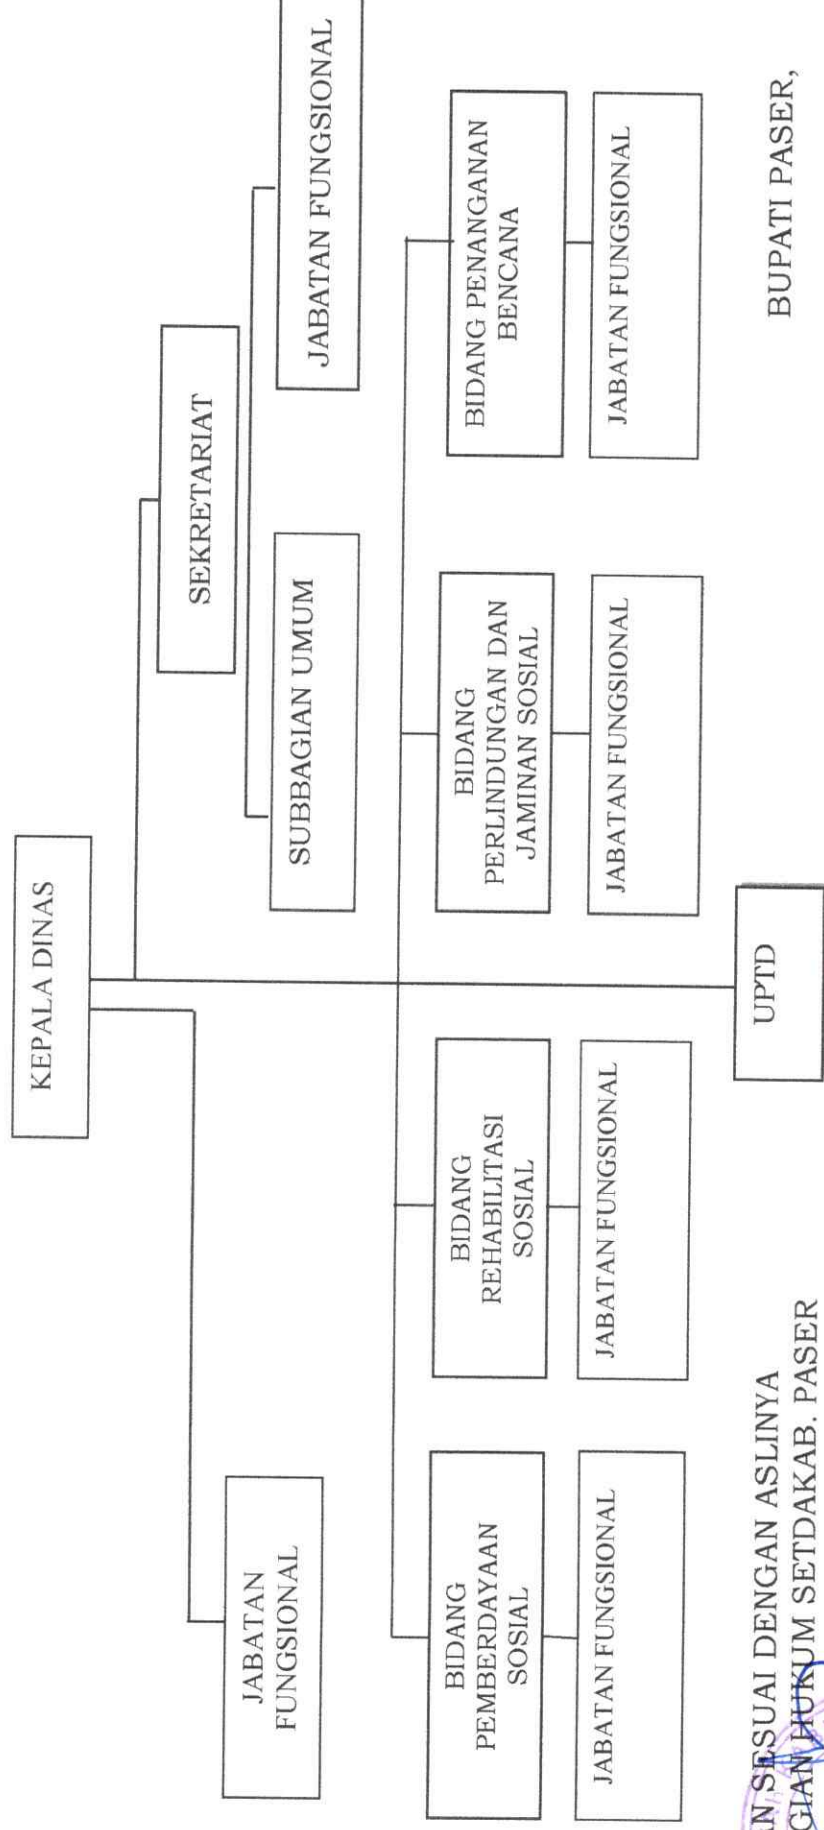 KEPALA DINAS
SEKRETARIAT
JABATAN
FUNGSIONAL
SUBBAGIAN UMUM
JABATAN FUNGSIONAL
BIDANG
PEMBERDAYAAN
SOSIAL
BIDANG
REHABILITASI
SOSIAL
BIDANG
PERLINDUNGAN DAN
JAMINAN SOSIAL
BIDANG PENANGANAN
BENCANA
JABATAN FUNGSIONAL
JABATAN FUNGSIONAL
JABATAN FUNGSIONAL
JABATAN FUNGSIONAL
UPTD
BUPATI PASER,
SESUAI DENGAN ASLINYA
HUKUM SETDAKAB. PASER